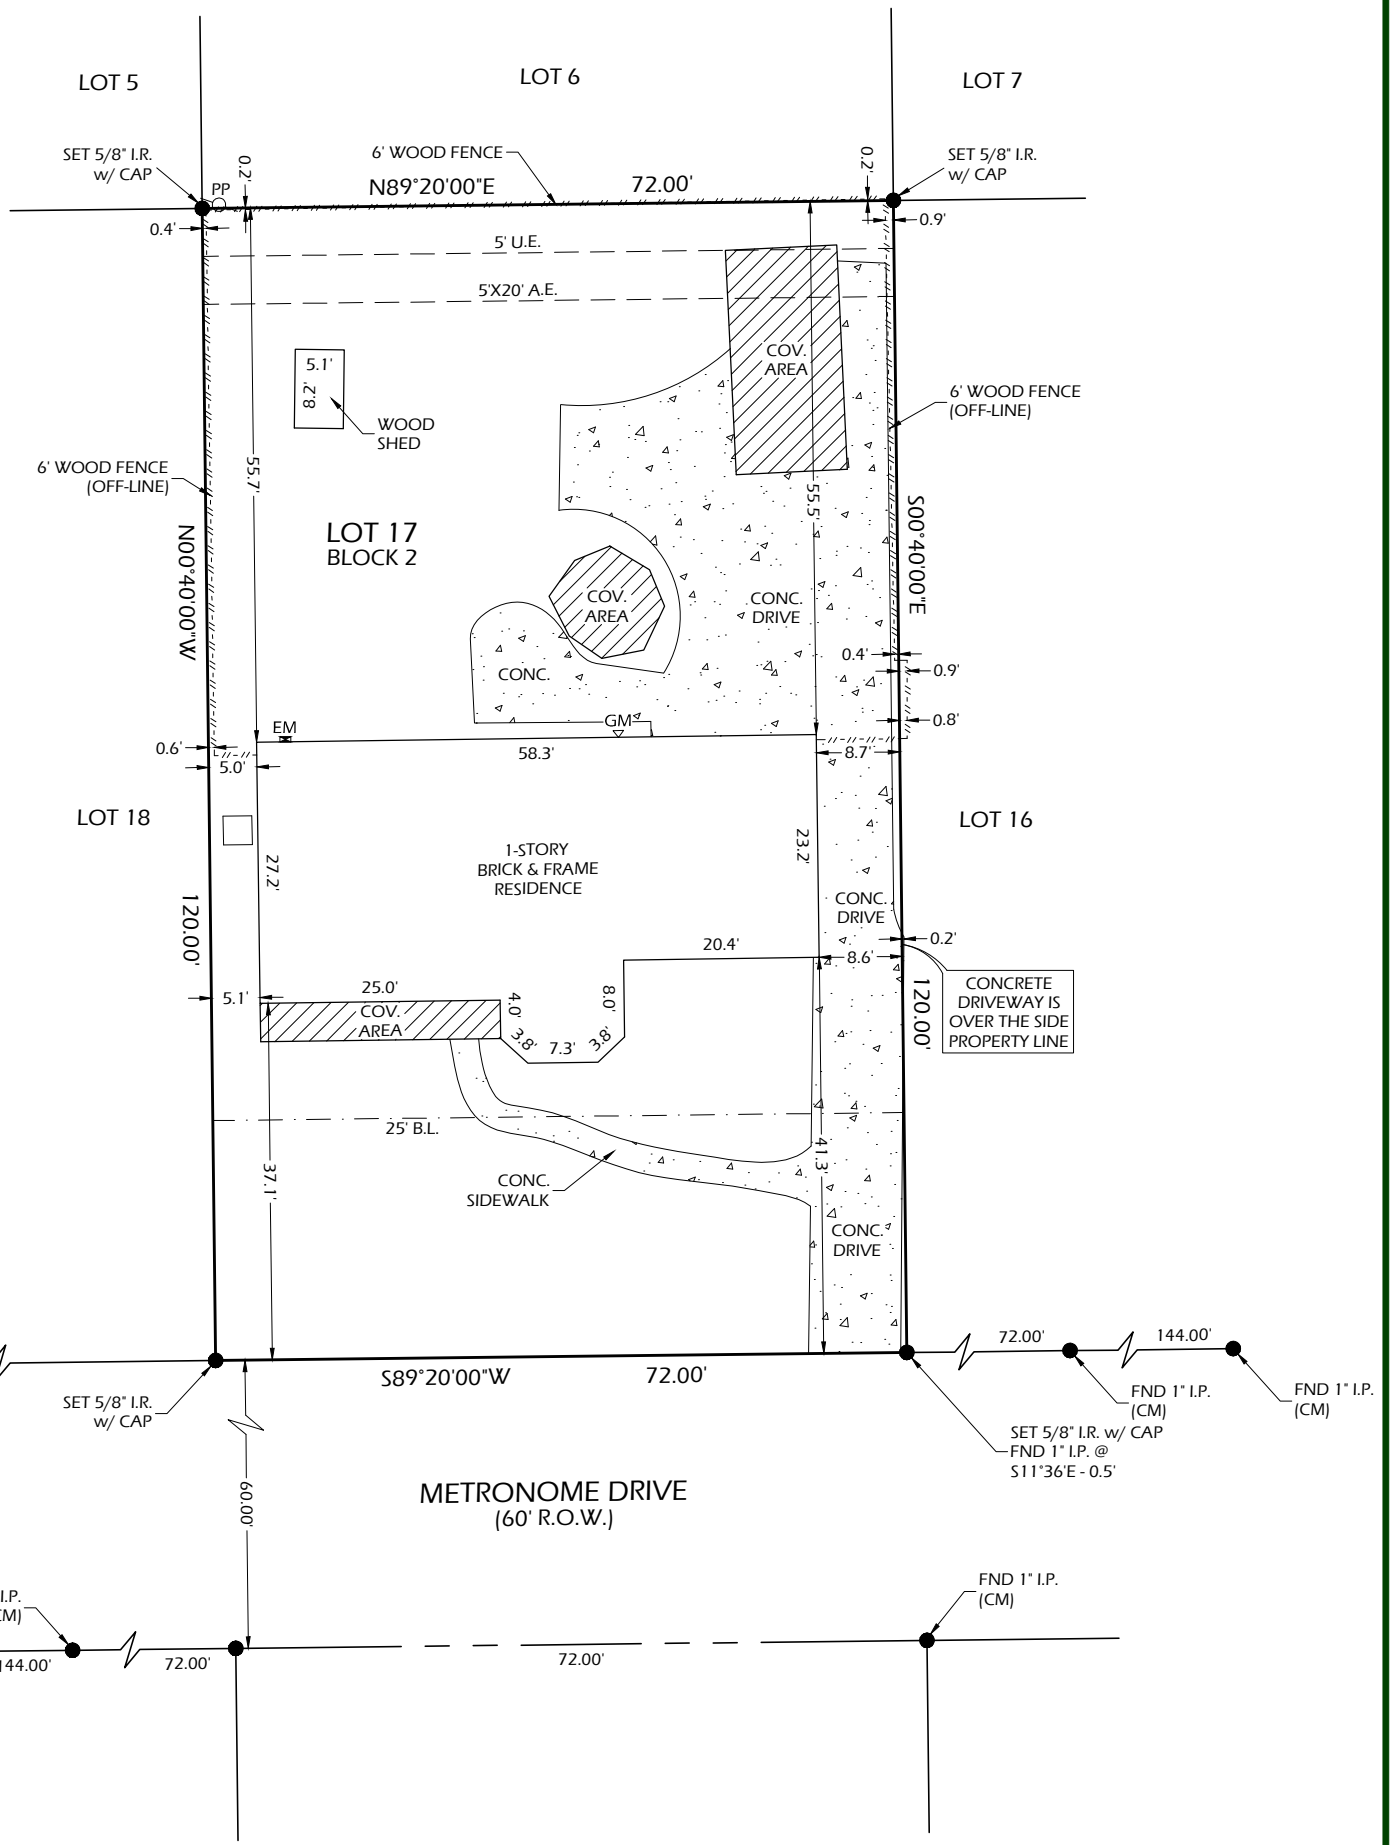 LOT 5
LOT 6
LOT 7
SET 5/8" I.R.
w/ CAP
PP
0.2'
6' WOOD FENCE
N89°20'00"E
72.00'
0.2'
SET 5/8" I.R.
w/ CAP
0.4'
0.9'
5' U.E.
5'X20' A.E.
5.1'
8.2'
WOOD
SHED
COV.
AREA
6' WOOD FENCE
(OFF-LINE)
6' WOOD FENCE
(OFF-LINE)
55.7'
55.5'
N00°40'00"W
S00°40'00"E
LOT 17
BLOCK 2
COV.
AREA
CONC.
DRIVE
CONC.
0.4'
0.9'
0.8'
EM
GM
0.6'
5.0'
58.3'
8.7'
LOT 18
LOT 16
1-STORY
BRICK & FRAME
RESIDENCE
27.2'
23.2'
120.00'
CONC.
DRIVE
0.2'
20.4'
8.6'
5.1'
25.0'
COV.
AREA
4.0'
3.8'
7.3'
3.8'
8.0'
CONCRETE
DRIVEWAY IS
OVER THE SIDE
PROPERTY LINE
120.00'
25' B.L.
37.1'
41.3'
CONC.
SIDEWALK
CONC.
DRIVE
S89°20'00"W
72.00'
72.00'
144.00'
SET 5/8" I.R.
w/ CAP
FND 1" I.P.
(CM)
FND 1" I.P.
(CM)
SET 5/8" I.R. w/ CAP
FND 1" I.P. @
S11°36'E - 0.5'
60.00'
METRONOME DRIVE
(60' R.O.W.)
I.P.
FND 1" I.P.
(CM)
72.00'
72.00'